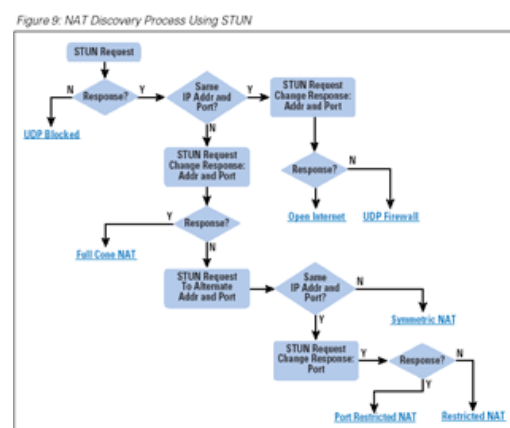 Figure 9: NAT Discovery Process Using STUN
STUN Request
N
Response?
Y
Same
IP Addr and
Port?
Y
STUN Request
Change Response:
Addr and Port
UDP Blocked
N
STUN Request
Change Response:
Addr and Port
Response?
N
Open Internet
UDP Firewall
Y
Response?
Full Cone NAT
N
STUN Request
To Alternate
Addr and Port
Same
IP Addr and
Port?
N
Symmetric NAT
Y
STUN Request
Change Response:
Port
Y
Response?
N
Y
Port Restricted NAT
Restricted NAT